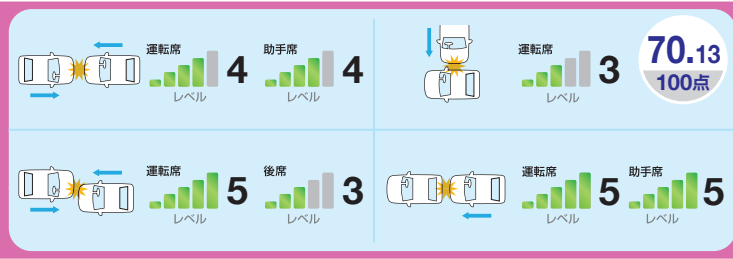 運転席 レベル 4
助手席 レベル 4
運転席 レベル 3
70.13
100点
運転席 レベル 5
後席 レベル 3
運転席 レベル 5
助手席 レベル 5